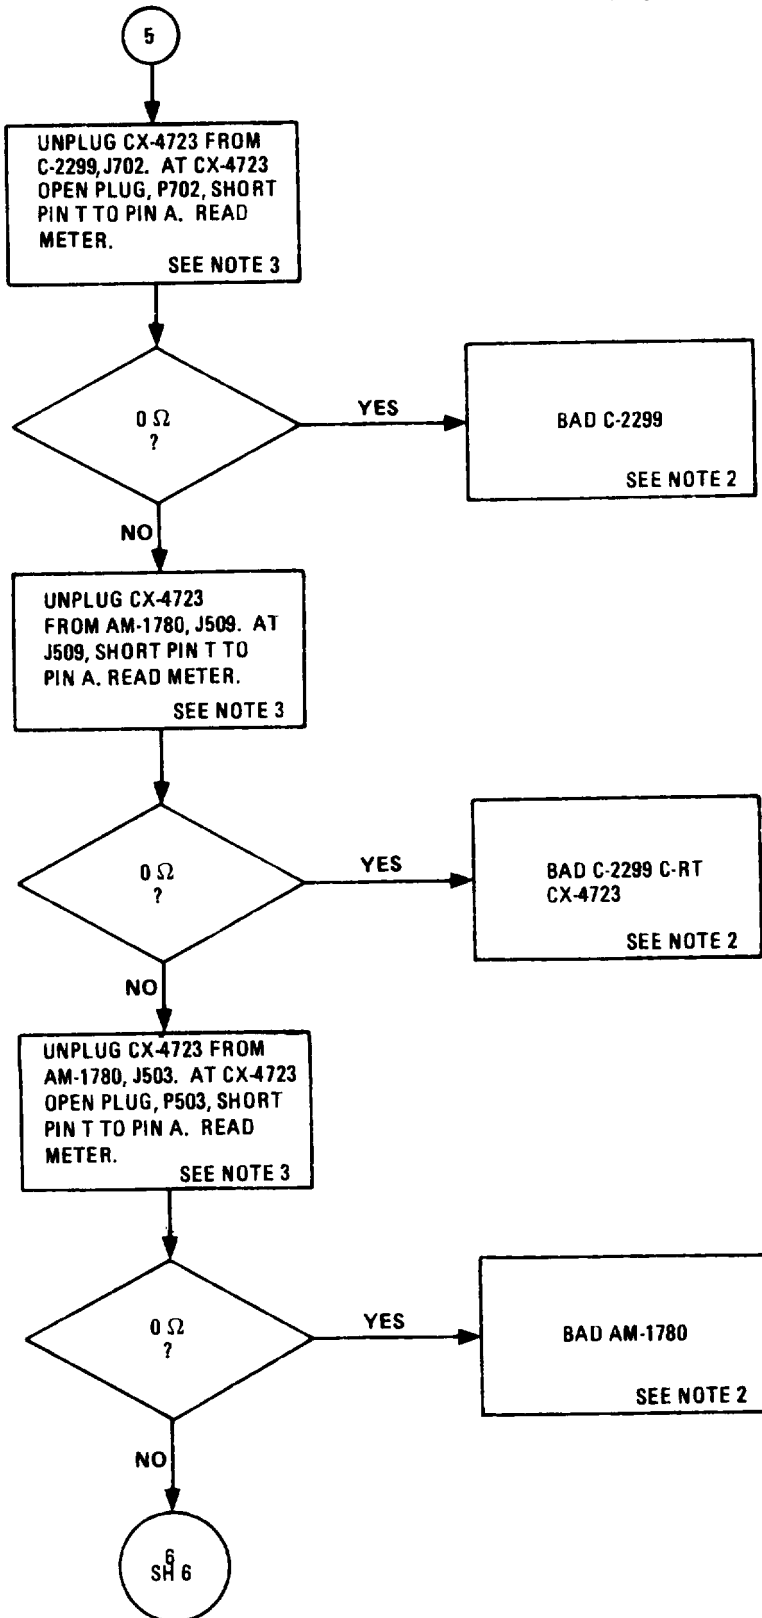 5
UNPLUG CX-4723 FROM
C-2299, J702. AT CX-4723
OPEN PLUG, P702, SHORT
PIN T TO PIN A. READ
METER.
SEE NOTE 3
0 Ω
?
YES
BAD C-2299
SEE NOTE 2
NO
UNPLUG CX-4723
FROM AM-1780, J509. AT
J509, SHORT PIN T TO
PIN A. READ METER.
SEE NOTE 3
0 Ω
?
YES
BAD C-2299 C-RT
CX-4723
SEE NOTE 2
NO
UNPLUG CX-4723 FROM
AM-1780, J503. AT CX-4723
OPEN PLUG, P503, SHORT
PIN T TO PIN A. READ
METER.
SEE NOTE 3
0 Ω
?
YES
BAD AM-1780
SEE NOTE 2
NO
6
SH 6